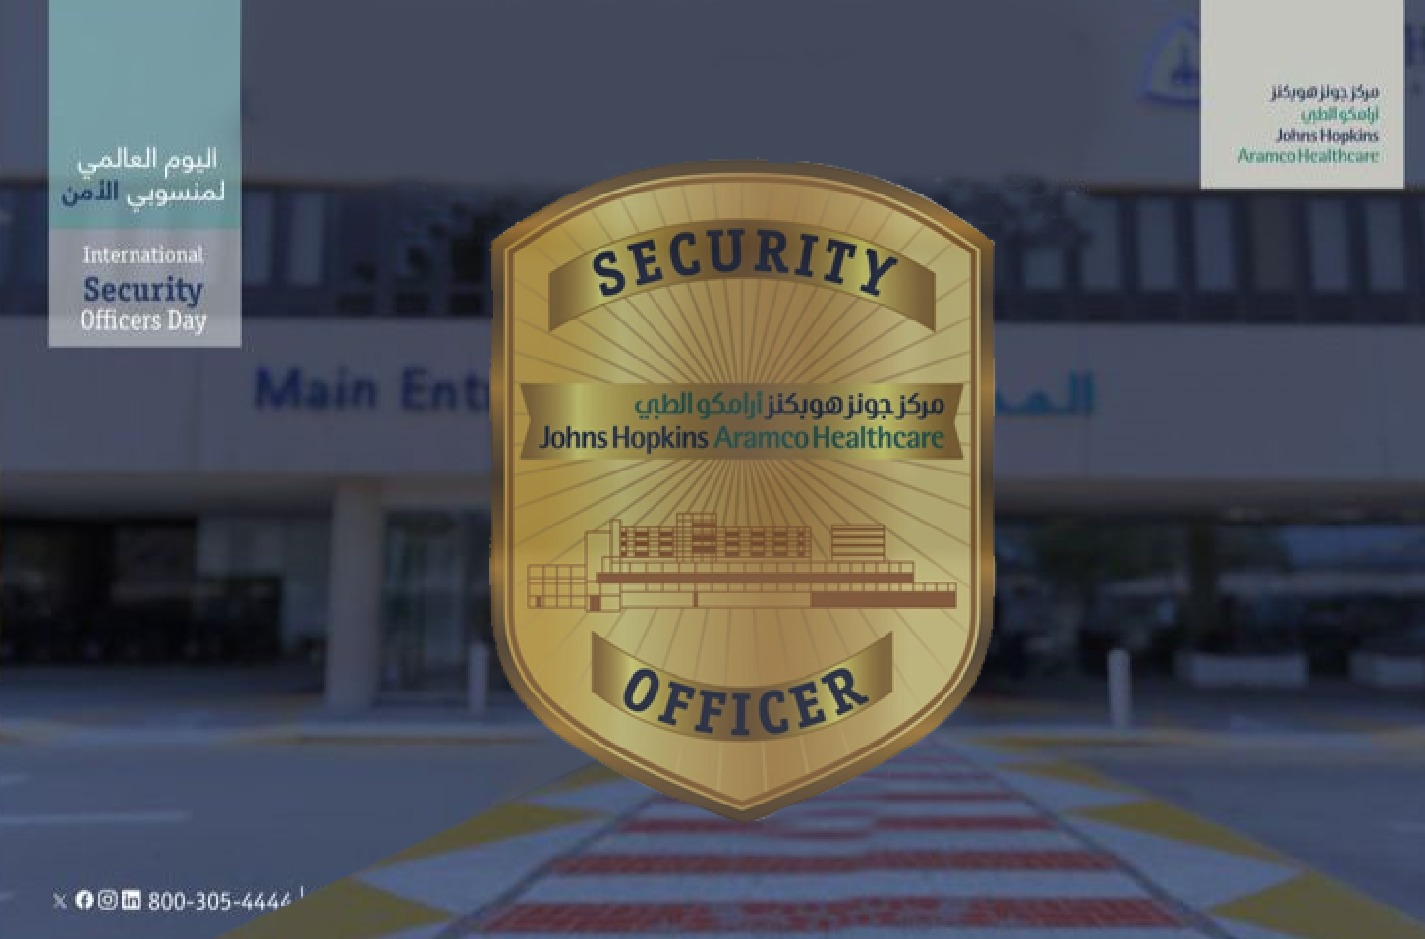 اليوم العالمي
لمنسوبي الأمن
International
Security
Officers Day
مركز جونز هوبكنز
أرامكو الطبي
Johns Hopkins
Aramco Healthcare
SECURITY
مركز جونز هوبكنز أرامكو الطبي
Johns Hopkins Aramco Healthcare
OFFICER
Main
800-305-4444